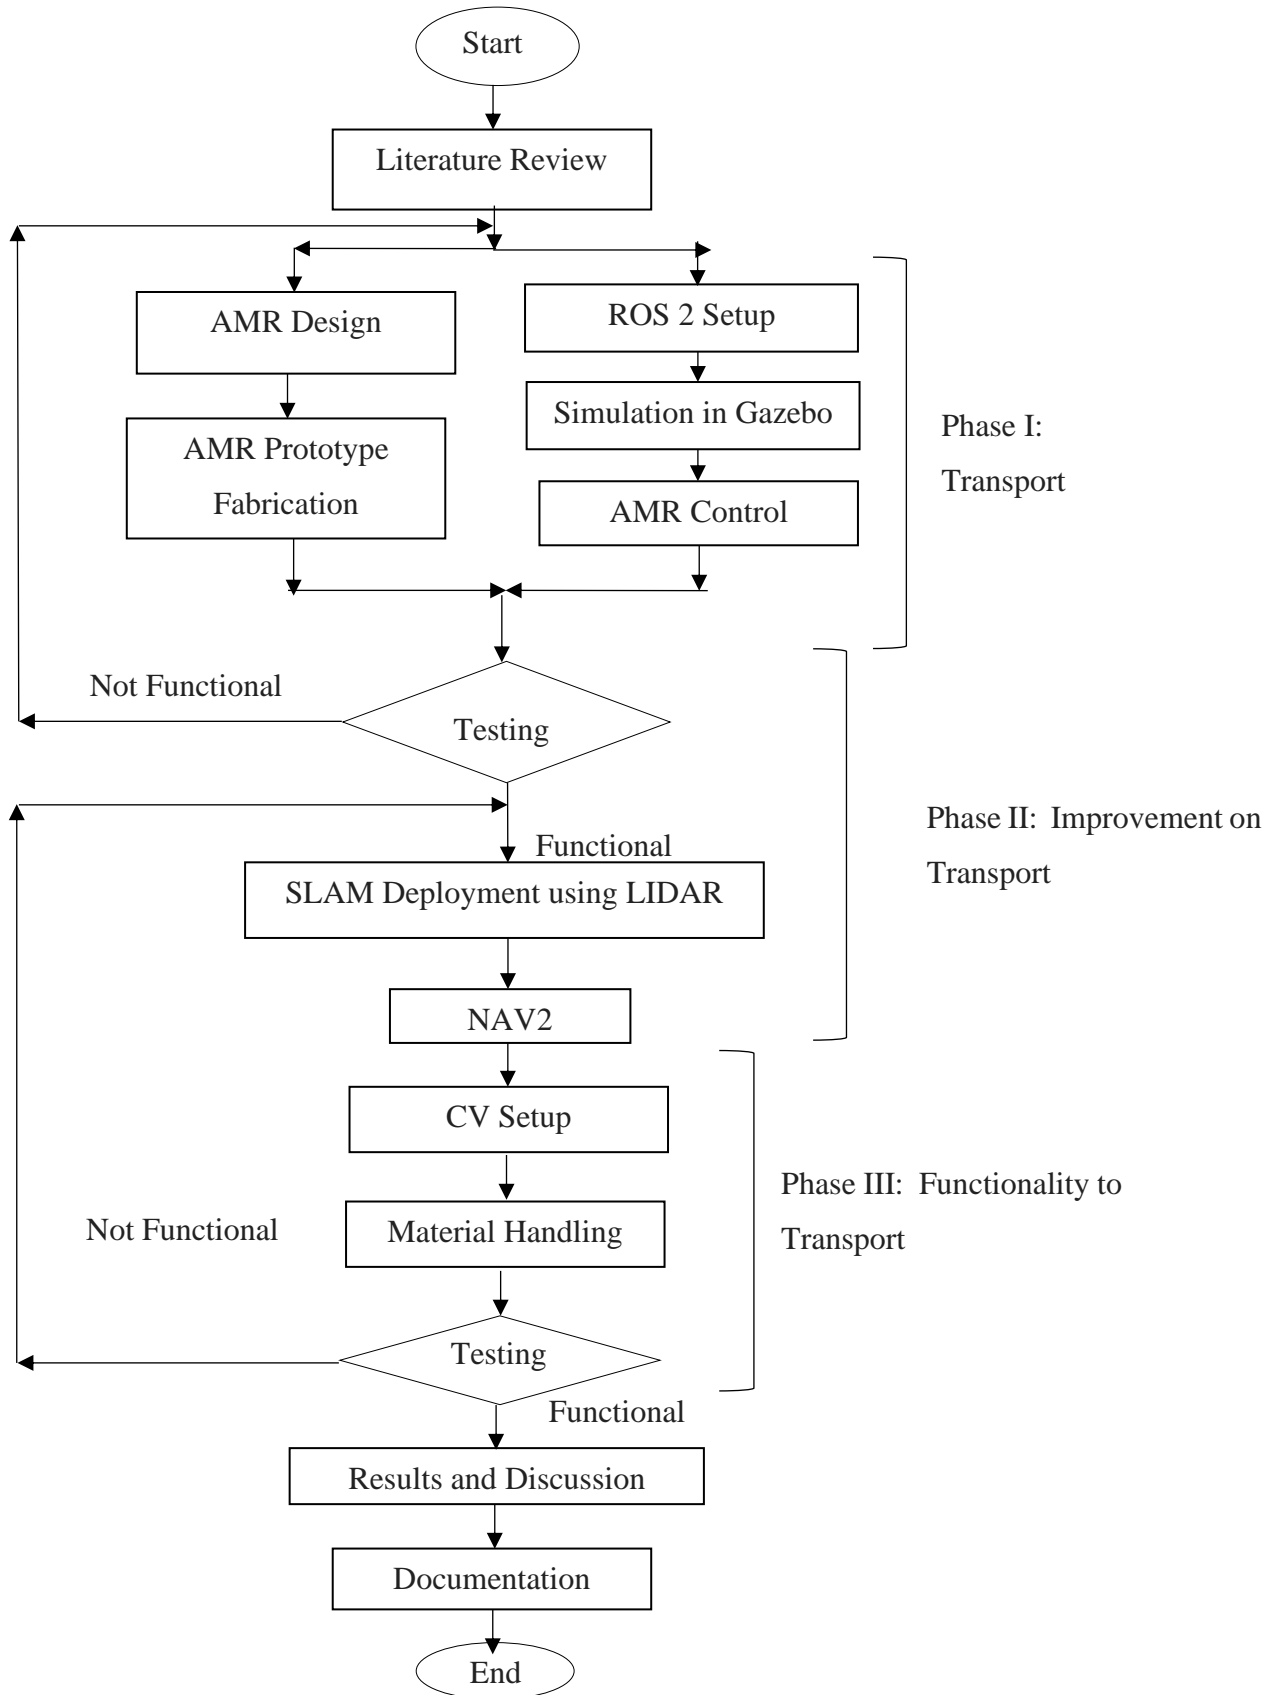 Start
Literature Review
AMR Design
ROS 2 Setup
Simulation in Gazebo
AMR Prototype
Fabrication
AMR Control
Phase I:
Transport
Not Functional
Testing
Functional
SLAM Deployment using LIDAR
NAV2
Phase II:  Improvement on
Transport
CV Setup
Material Handling
Phase III:  Functionality to
Transport
Not Functional
Testing
Functional
Results and Discussion
Documentation
End